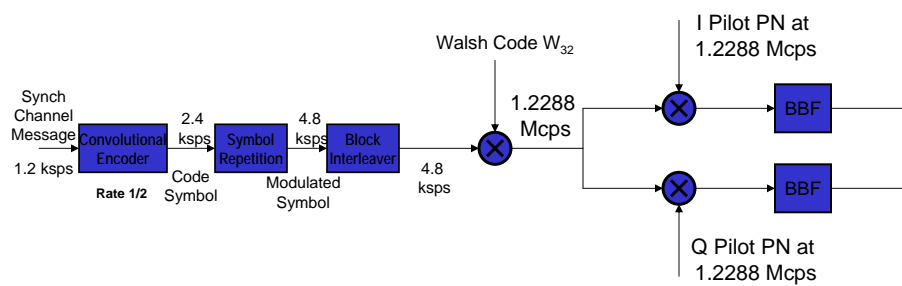 I Pilot PN at
1.2288 Mcps
Walsh Code W32
1.2288
Mcps
BBF
Synch
Channel
Message
1.2 ksps
Convolutional
Encoder
Rate 1/2
2.4
ksps
Code
Symbol
Symbol
Repetition
4.8
ksps
Modulated
Symbol
Block
Interleaver
4.8
ksps
BBF
Q Pilot PN at
1.2288 Mcps